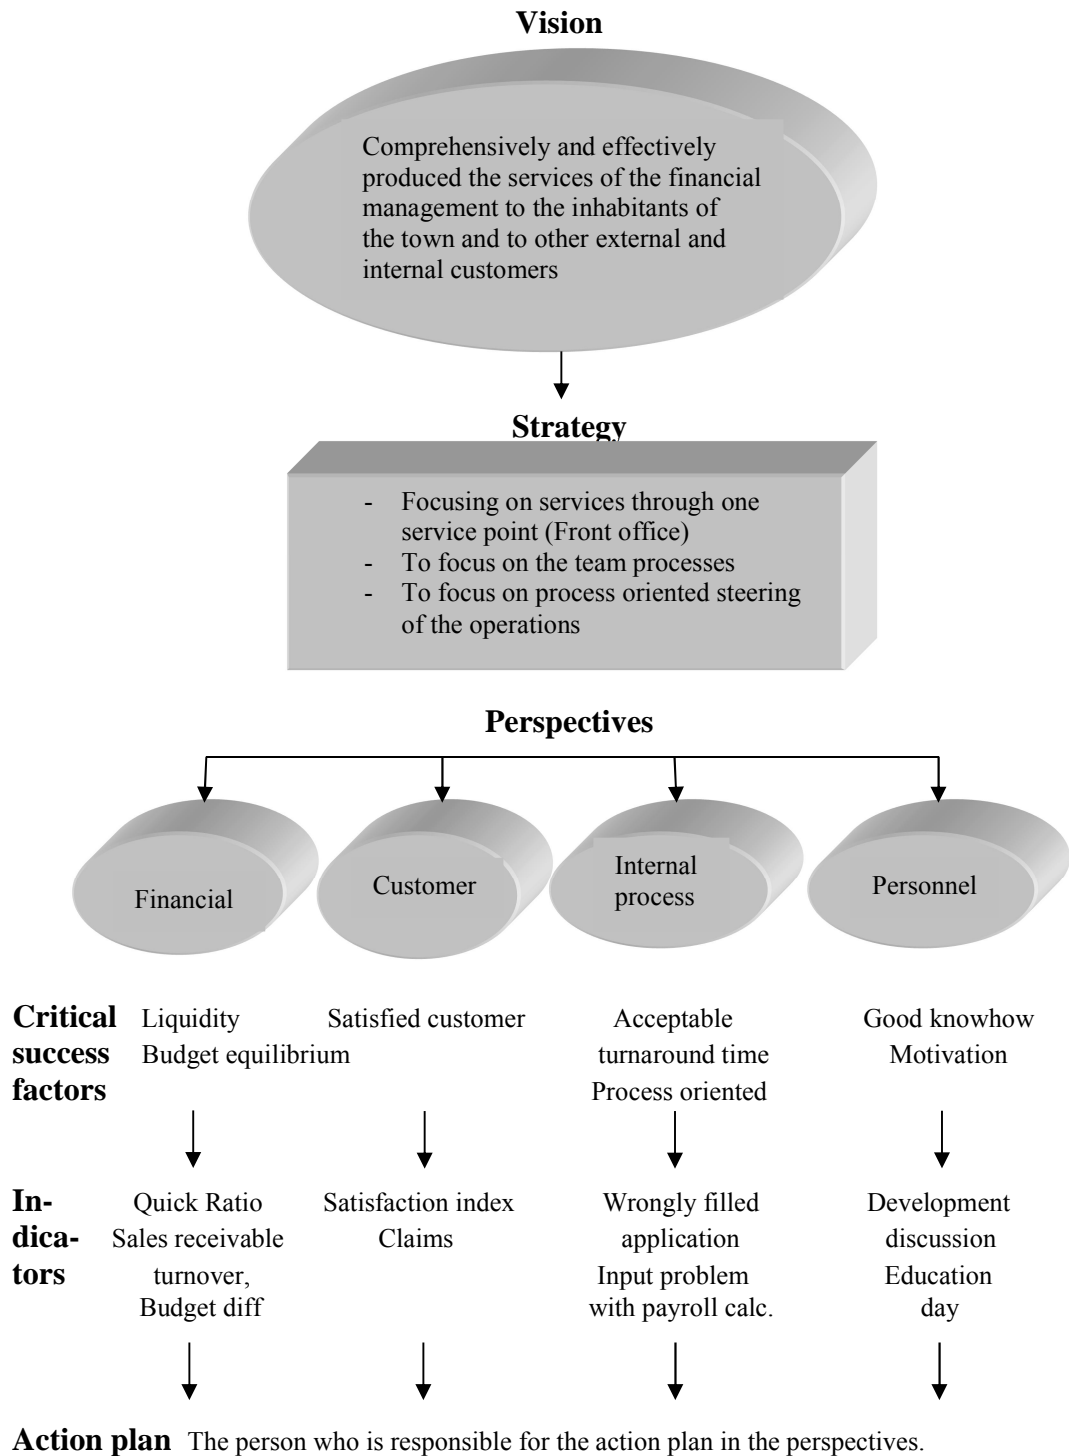 Vision
Comprehensively and effectively
produced the services of the financial
management to the inhabitants of
the town and to other external and
internal customers
Strategy
- Focusing on services through one
service point (Front office)
- To focus on the team processes
- To focus on process oriented steering
of the operations
Perspectives
Financial
Customer
Internal
process
Personnel
Critical
success
factors
Liquidity
Budget equilibrium
Satisfied customer
Acceptable
turnaround time
Process oriented
Good knowhow
Motivation
In-
dica-
tors
Quick Ratio
Sales receivable
turnover,
Budget diff
Satisfaction index
Claims
Wrongly filled
application
Input problem
with payroll calc.
Development
discussion
Education
day
Action plan The person who is responsible for the action plan in the perspectives.